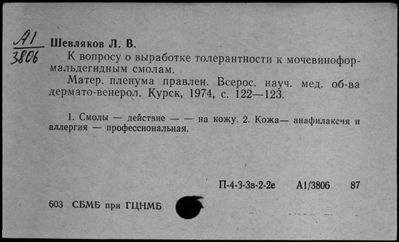 А1
3806
Шевляков Л. В.
К вопросу о выработке толерантности к мочевинофор-
мальдегидным смолам.
Матер. пленума правлен. Всерос. науч. мед. об-ва
дермато-венерол. Курск, 1974, с. 122—123.
1. Смолы — действие — — на кожу. 2. Кожа— анафилаксия и
аллергия — профессиональная.
П-4-3-3в-2-2е А1/3806 87
603 СБМБ при ГЦНМБ